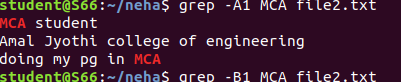 student@S66:~/neha$ grep -A1 MCA file2.txt
MCA student
Amal Jyothi college of engineering
doing my pg in MCA
student@S66:~/neha$ grep -B1 MCA file2.txt